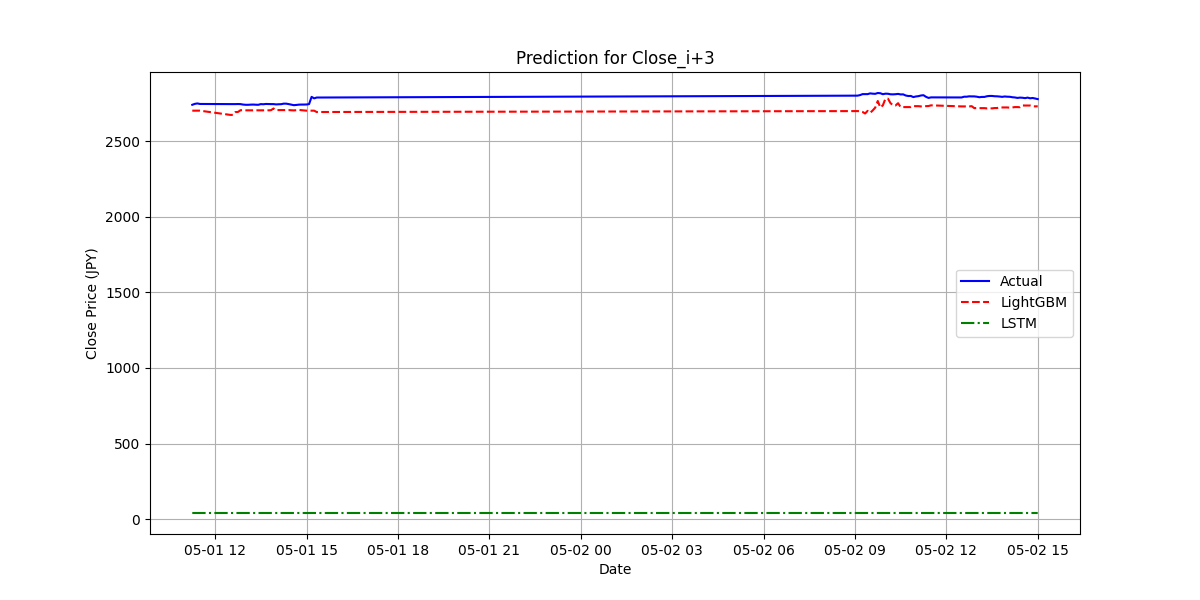 Prediction for Close_i+3
Close Price (JPY)
2500
2000
1500
1000
500
0
Actual
LightGBM
LSTM
05-01 12
05-01 15
05-01 18
05-01 21
05-02 00
05-02 03
05-02 06
05-02 09
05-02 12
05-02 15
Date